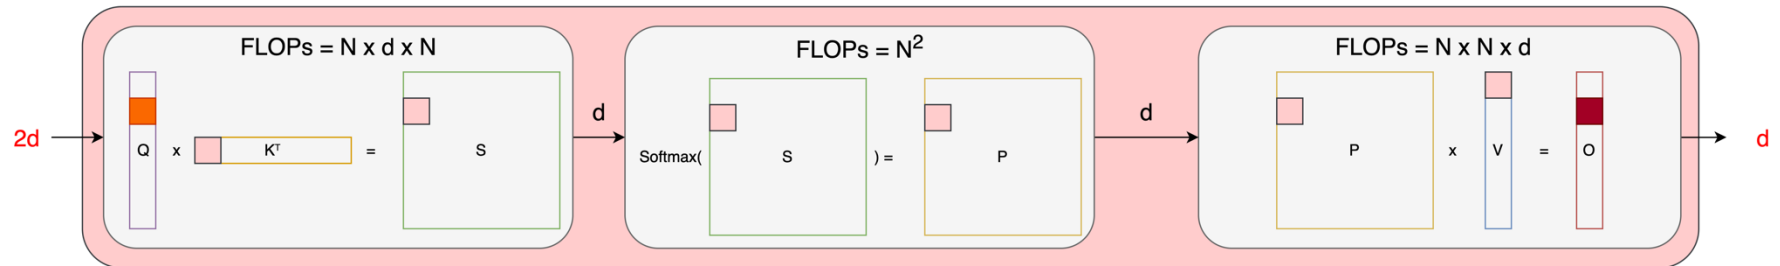 FLOPs = N x d x N
FLOPs = N²
FLOPs = N x N x d
2d
Q x Kᵀ = S
d
Softmax( S ) = P
d
P x V = O
d